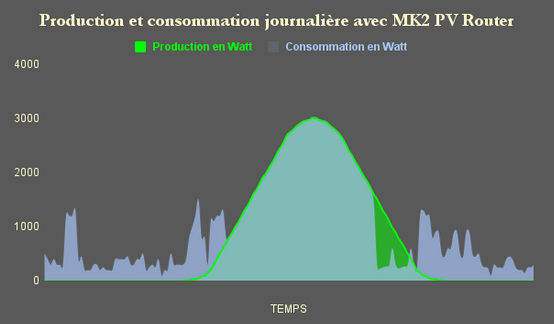 Production et consommation journalière avec MK2 PV Router
Production en Watt Consommation en Watt
4000
3000
2000
1000
0
TEMPS